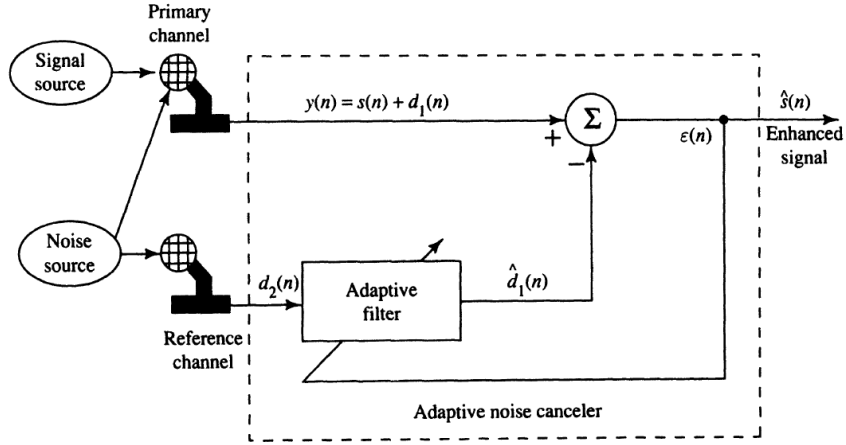 Primary
channel
Signal
source
y(n) = s(n) + d₁(n)
Σ
+
−
ŝ(n)
ε(n)
Enhanced
signal
Noise
source
d₂(n)
Adaptive
filter
d̂₁(n)
Reference
channel
Adaptive noise canceler